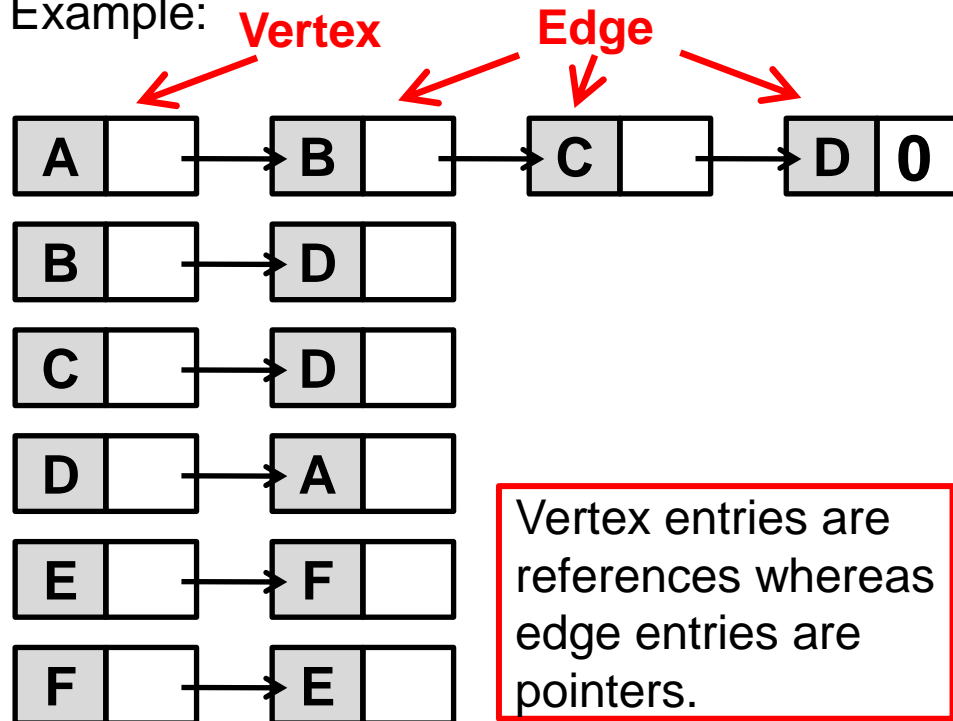 Example:
Vertex Edge
A B C D 0
B D
C D
D A
E F
F E
Vertex entries are
references whereas
edge entries are
pointers.